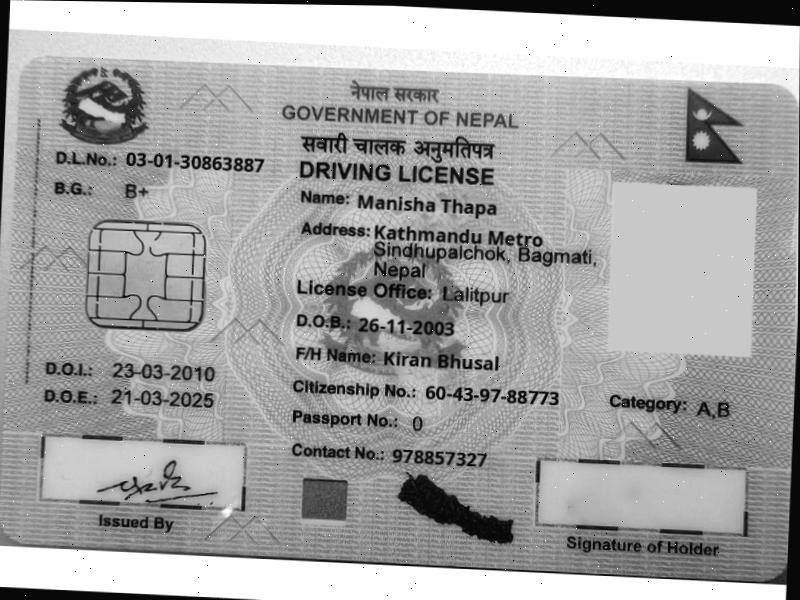 नेपाल सरकार
GOVERNMENT OF NEPAL
सवारी चालक अनुमतिपत्र
DRIVING LICENSE
D.L.No.: 03-01-30863887
B.G.: B+
Name: Manisha Thapa
Address: Kathmandu Metro
Sindhupalchok, Bagmati,
Nepal
License Office: Lalitpur
D.O.B.: 26-11-2003
F/H Name: Kiran Bhusal
D.O.I.: 23-03-2010
D.O.E.: 21-03-2025
Citizenship No.: 60-43-97-88773
Category: A,B
Passport No.: 0
Contact No.: 978857327
Issued By
Signature of Holder